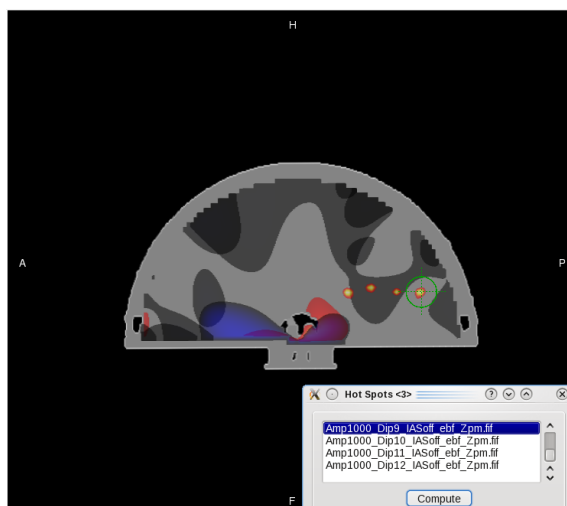 H
A
P
Hot Spots <3>
Amp1000_Dip9_IASoff_ebf_Zpm.fif
Amp1000_Dip10_IASoff_ebf_Zpm.fif
Amp1000_Dip11_IASoff_ebf_Zpm.fif
Amp1000_Dip12_IASoff_ebf_Zpm.fif
Compute
F